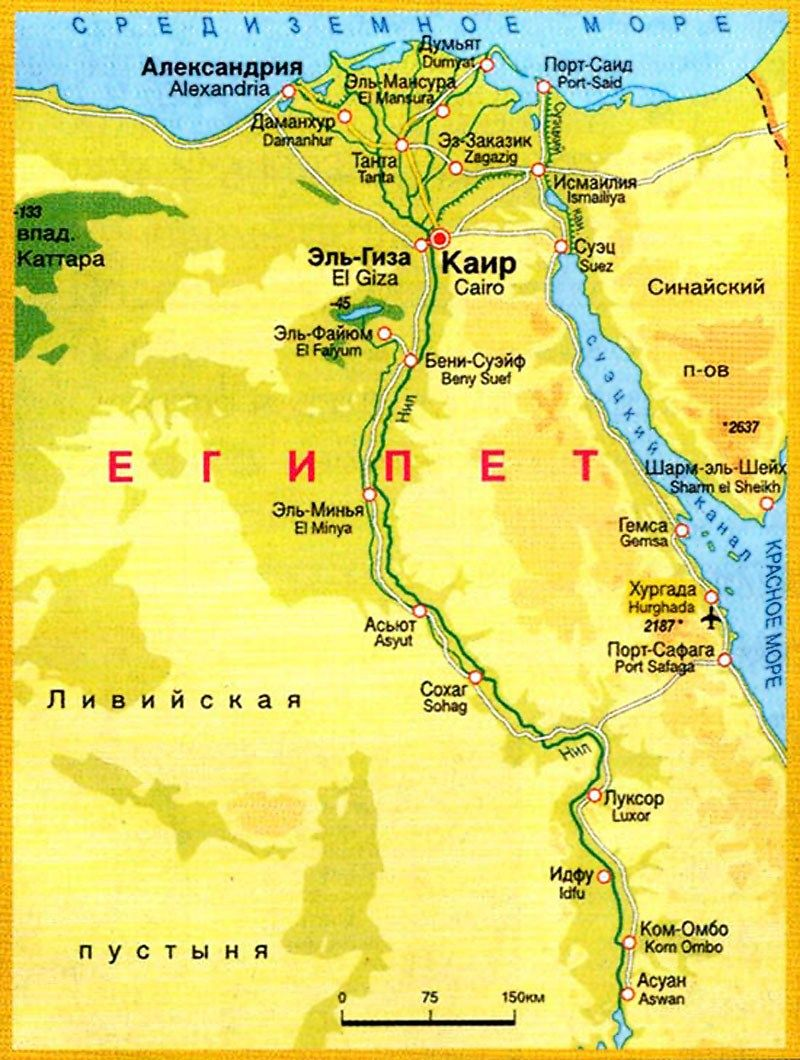 СРЕДИЗЕМНОЕ МОРЕ
Думьят
Dumyat
Александрия
Alexandria
Порт-Саид
Port-Said
Эль-Мансура
El Mansura
Даманхур
Damanhur
Суэцкий
Эз-Заказик
Zagazig
Танта
Tanta
Исмаилия
Ismailiya
кан.
-133
впад.
Каттара
Эль-Гиза
El Giza
Каир
Cairo
Суэц
Suez
Синайский
п-ов
-45
Эль-Файюм
El Faiyum
Бени-Суэйф
Beny Suef
Нил
суэцкий канал
2637
ЕГИПЕТ
Шарм-эль-Шейх
Sharm el Sheikh
Эль-Минья
El Minya
Гемса
Gemsa
КРАСНОЕ МОРЕ
Хургада
Hurghada
2187
Асьют
Asyut
Порт-Сафага
Port Safaga
Сохаг
Sohag
Ливийская
Нил
Луксор
Luxor
Идфу
Idfu
пустыня
Ком-Омбо
Kom Ombo
Асуан
Aswan
0 75 150км